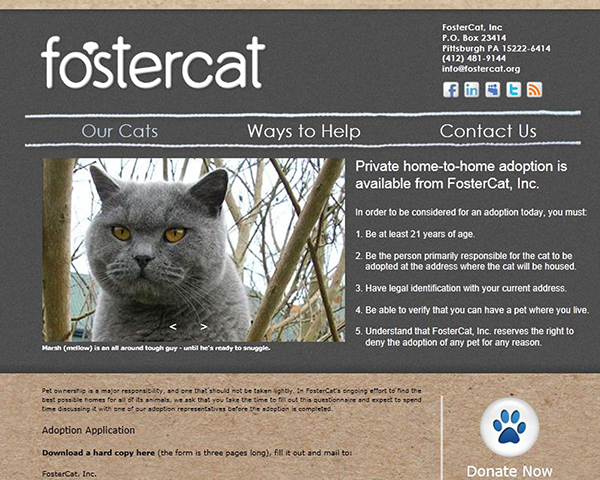 fostercat
FosterCat, Inc
P.O. Box 23414
Pittsburgh PA 15222-6414
(412) 481-9144
info@fostercat.org
Our Cats
Ways to Help
Contact Us
< >
Marsh (mellow) is an all around tough guy - until he's ready to snuggle.
Private home-to-home adoption is
available from FosterCat, Inc.
In order to be considered for an adoption today, you must:
1. Be at least 21 years of age.
2. Be the person primarily responsible for the cat to be
adopted at the address where the cat will be housed.
3. Have legal identification with your current address.
4. Be able to verify that you can have a pet where you live.
5. Understand that FosterCat, Inc. reserves the right to
deny the adoption of any pet for any reason.
Pet ownership is a major responsibility, and one that should not be taken lightly. In FosterCat's ongoing effort to find the
best possible homes for all of its animals, we ask that you take the time to fill out this questionnaire and expect to spend
time discussing it with one of our adoption representatives before the adoption is completed.
Adoption Application
Download a hard copy here (the form is three pages long), fill it out and mail to:
FosterCat, Inc.
Donate Now